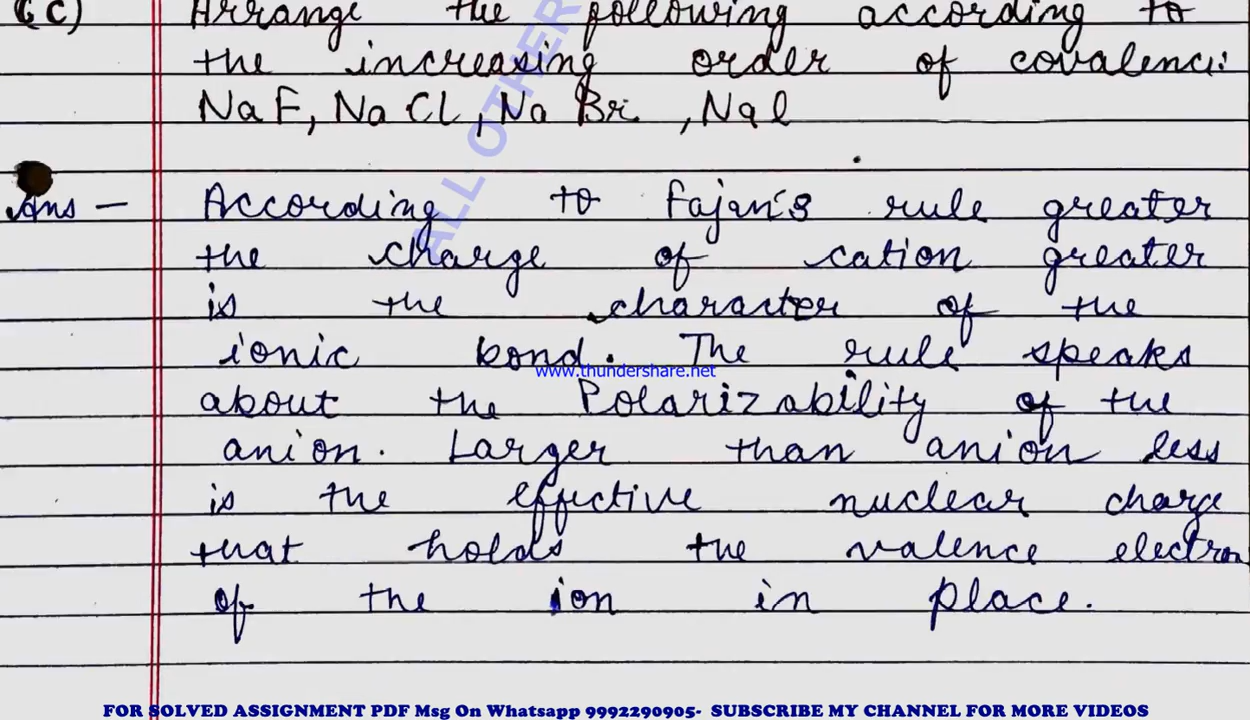 6c) Arrange the following according to
the increasing order of covalenci:
NaF, NaCl, NaBr, NaI
Ans - According to Fajan's rule greater
the charge of cation greater
is the character of the
ionic bond. The rule speaks
www.thundershare.net
about the Polarizability of the
anion. Larger than anion less
is the effective nuclear charge
that holds the valence electron
of the ion in place.
ALL OTHER
FOR SOLVED ASSIGNMENT PDF Msg On Whatsapp 9992290905- SUBSCRIBE MY CHANNEL FOR MORE VIDEOS